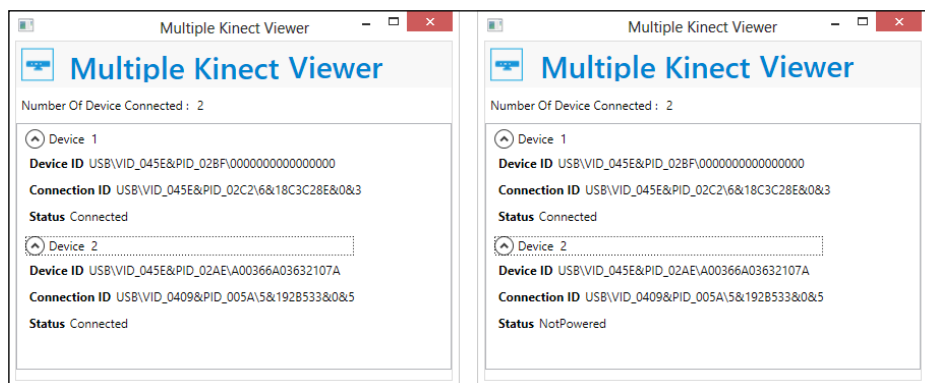 Multiple Kinect Viewer
Multiple Kinect Viewer
Number Of Device Connected : 2
Device 1
Device ID USB\VID_045E&PID_02BF\0000000000000000
Connection ID USB\VID_045E&PID_02C2\6&18C3C28E&0&3
Status Connected
Device 2
Device ID USB\VID_045E&PID_02AE\A00366A03632107A
Connection ID USB\VID_0409&PID_005A\5&192B533&0&5
Status Connected
Multiple Kinect Viewer
Multiple Kinect Viewer
Number Of Device Connected : 2
Device 1
Device ID USB\VID_045E&PID_02BF\0000000000000000
Connection ID USB\VID_045E&PID_02C2\6&18C3C28E&0&3
Status Connected
Device 2
Device ID USB\VID_045E&PID_02AE\A00366A03632107A
Connection ID USB\VID_0409&PID_005A\5&192B533&0&5
Status NotPowered